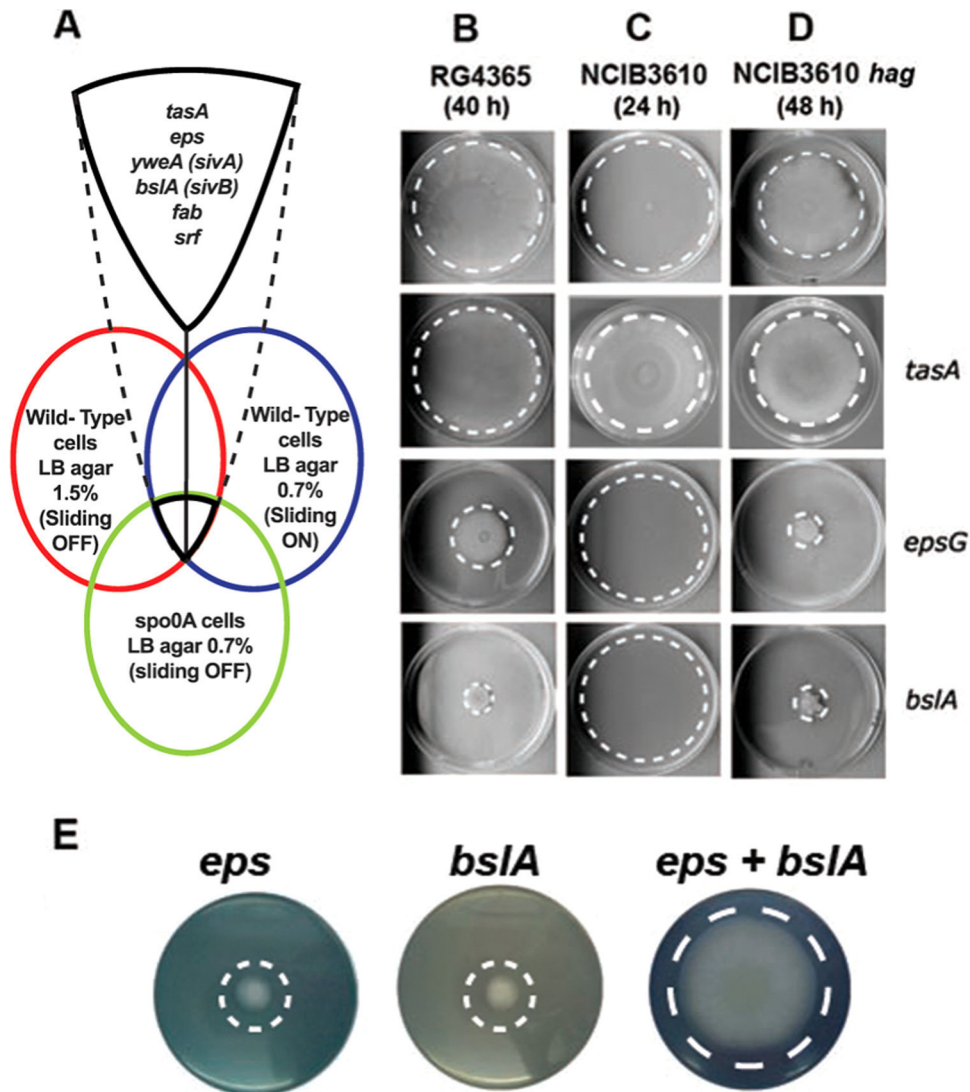 A
tasA
eps
yweA (sivA)
bslA (sivB)
fab
srf
Wild- Type
cells
LB agar
1.5%
(Sliding
OFF)
Wild- Type
cells
LB agar
0.7%
(Sliding
ON)
spo0A cells
LB agar 0.7%
(sliding OFF)
B
RG4365
(40 h)
C
NCIB3610
(24 h)
D
NCIB3610 hag
(48 h)
tasA
epsG
bslA
E
eps
bslA
eps + bslA